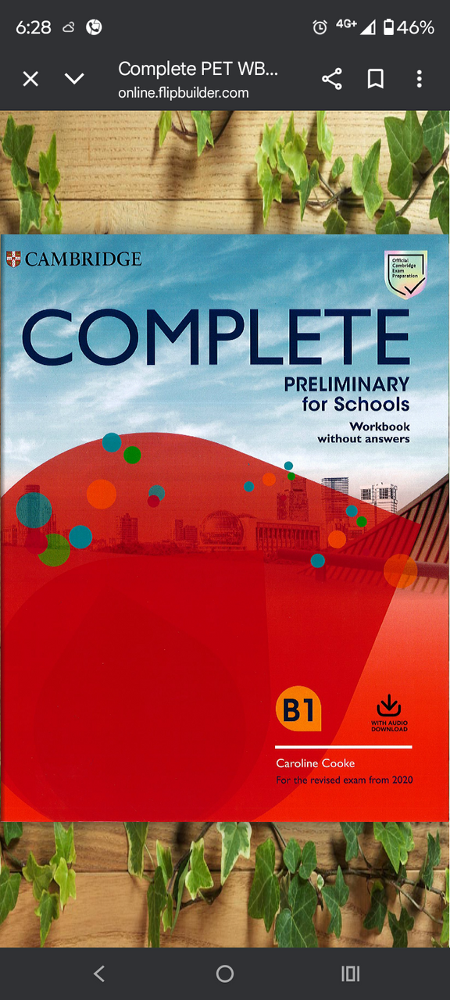 6:28 4G+ 46%
Complete PET WB...
online.flipbuilder.com
CAMBRIDGE
Official
Cambridge
Exam
Preparation
COMPLETE
PRELIMINARY
for Schools
Workbook
without answers
B1
WITH AUDIO
DOWNLOAD
Caroline Cooke
For the revised exam from 2020